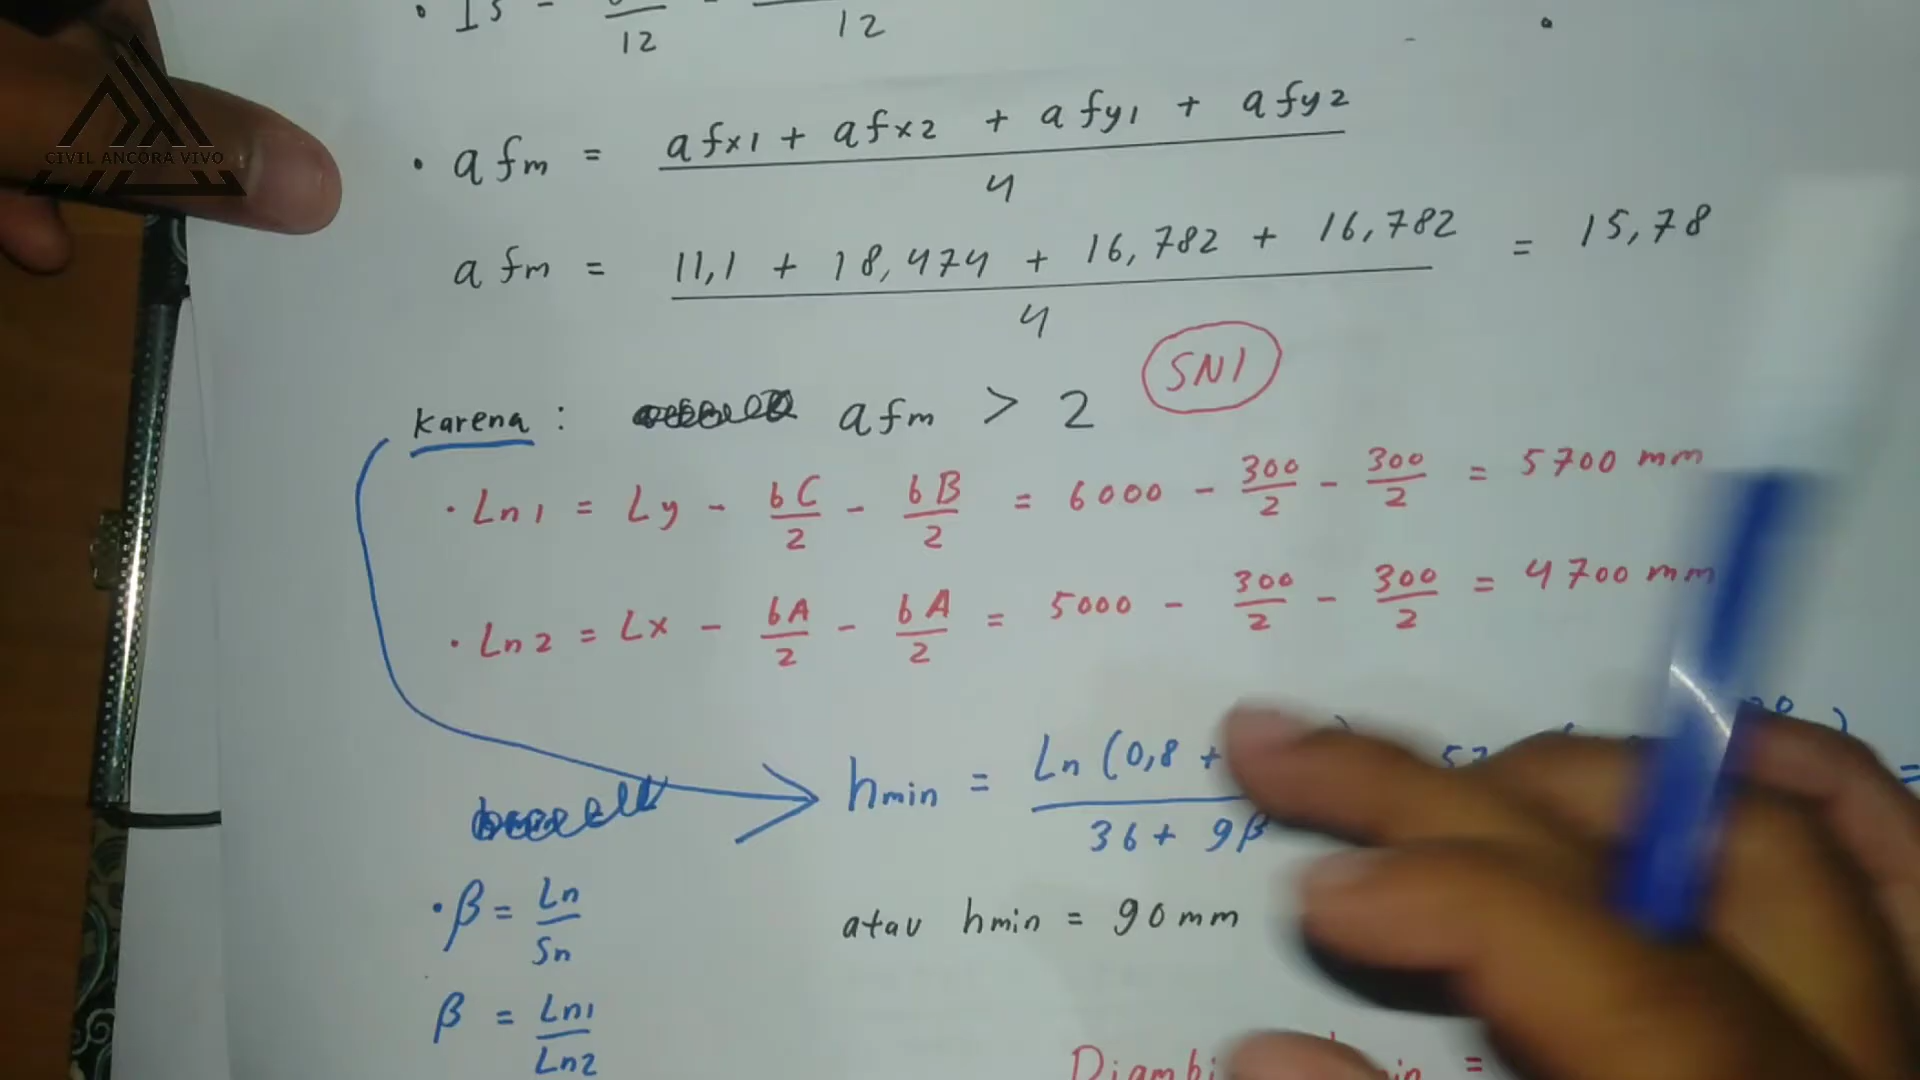 12 12
CIVIL ANCORA VIVO
• afm = afx1 + afx2 + afy1 + afy2 / 4
afm = 11,1 + 18,474 + 16,782 + 16,782 / 4 = 15,78
SNI
Karena : afm > 2
• Ln1 = Ly - bC/2 - bB/2 = 6000 - 300/2 - 300/2 = 5700 mm
• Ln2 = Lx - bA/2 - bA/2 = 5000 - 300/2 - 300/2 = 4700 mm
hmin = Ln (0,8 + / 36 + 9β
• β = Ln/Sn
atau hmin = 90 mm
β = Ln1/Ln2